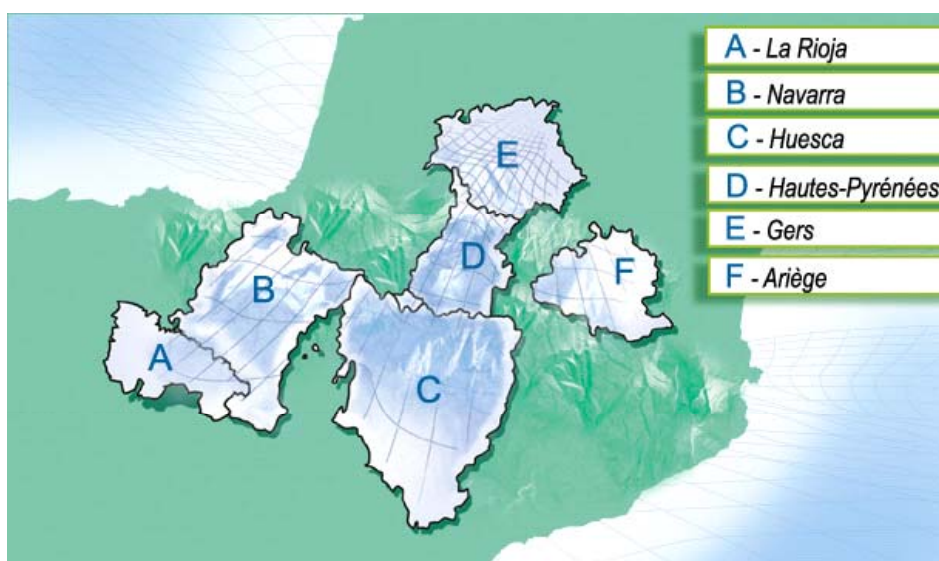 A - La Rioja
B - Navarra
C - Huesca
D - Hautes-Pyrénées
E - Gers
F - Ariège
E
D
F
B
A
C